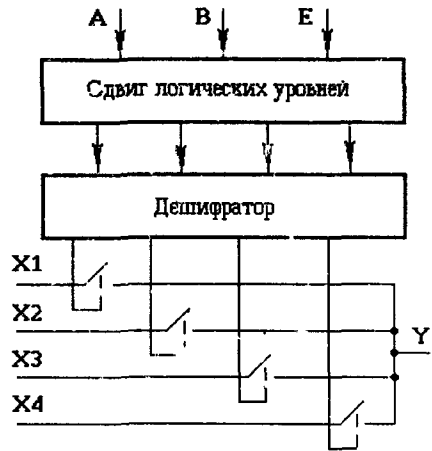 A B E
Сдвиг логических уровней
Дешифратор
X1
X2
Y
X3
X4